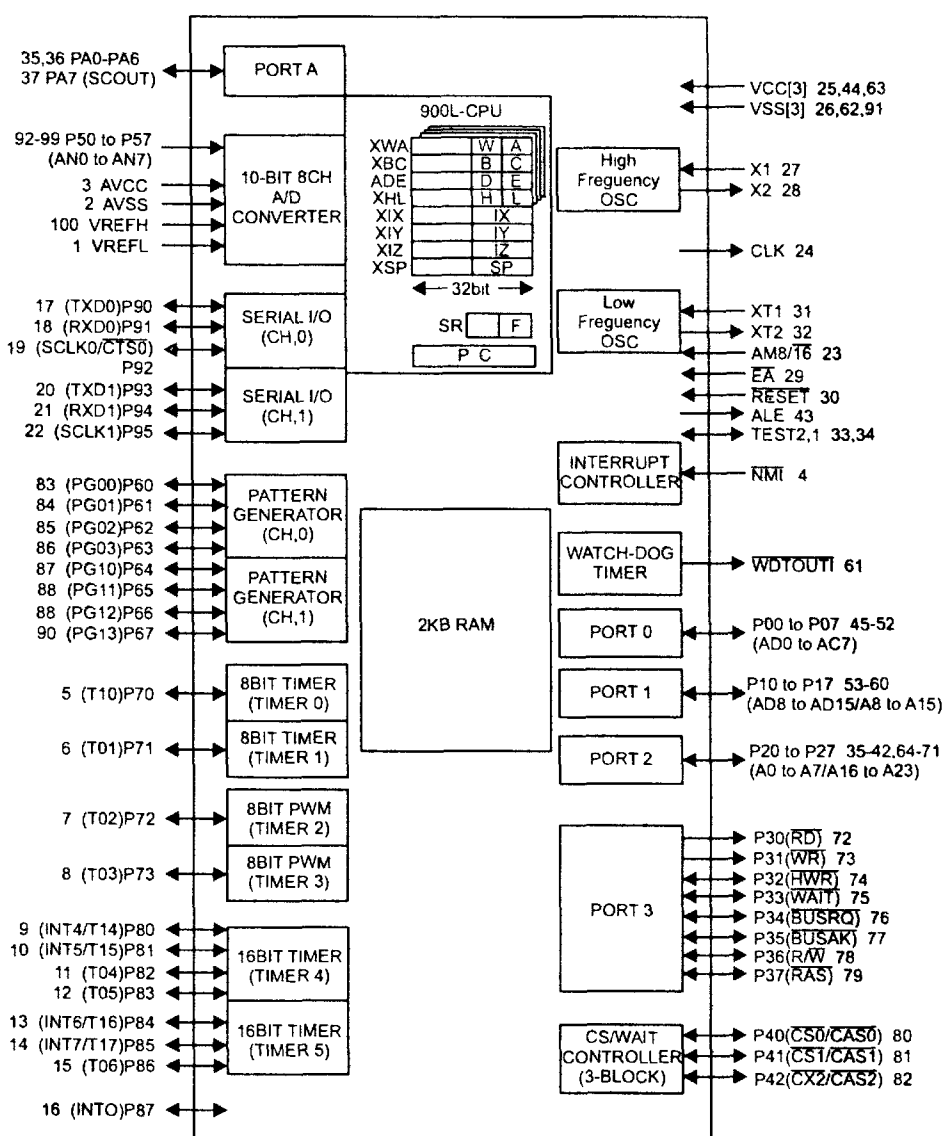 35,36 PA0-PA6
37 PA7 (SCOUT)
PORT A
92-99 P50 to P57
(AN0 to AN7)
3 AVCC
2 AVSS
100 VREFH
1 VREFL
10-BIT 8CH
A/D
CONVERTER
17 (TXD0)P90
18 (RXD0)P91
19 (SCLK0/CTS0)
P92
SERIAL I/O
(CH,0)
20 (TXD1)P93
21 (RXD1)P94
22 (SCLK1)P95
SERIAL I/O
(CH,1)
83 (PG00)P60
84 (PG01)P61
85 (PG02)P62
86 (PG03)P63
PATTERN
GENERATOR
(CH,0)
87 (PG10)P64
88 (PG11)P65
88 (PG12)P66
90 (PG13)P67
PATTERN
GENERATOR
(CH,1)
5 (T10)P70
8BIT TIMER
(TIMER 0)
6 (T01)P71
8BIT TIMER
(TIMER 1)
7 (T02)P72
8BIT PWM
(TIMER 2)
8 (T03)P73
8BIT PWM
(TIMER 3)
9 (INT4/T14)P80
10 (INT5/T15)P81
11 (T04)P82
12 (T05)P83
16BIT TIMER
(TIMER 4)
13 (INT6/T16)P84
14 (INT7/T17)P85
15 (T06)P86
16BIT TIMER
(TIMER 5)
16 (INTO)P87
900L-CPU
XWA W A
XBC B C
ADE D E
XHL H L
XIX IX
XIY IY
XIZ IZ
XSP SP
32bit
SR F
P C
2KB RAM
VCC[3] 25,44,63
VSS[3] 26,62,91
High
Freguency
OSC
X1 27
X2 28
CLK 24
Low
Freguency
OSC
XT1 31
XT2 32
AM8/16 23
EA 29
RESET 30
ALE 43
TEST2,1 33,34
INTERRUPT
CONTROLLER
NMI 4
WATCH-DOG
TIMER
WDTOUTI 61
PORT 0
P00 to P07 45-52
(AD0 to AC7)
PORT 1
P10 to P17 53-60
(AD8 to AD15/A8 to A15)
PORT 2
P20 to P27 35-42,64-71
(A0 to A7/A16 to A23)
PORT 3
P30(RD) 72
P31(WR) 73
P32(HWR) 74
P33(WAIT) 75
P34(BUSRQ) 76
P35(BUSAK) 77
P36(R/W 78
P37(RAS) 79
CS/WAIT
CONTROLLER
(3-BLOCK)
P40(CS0/CAS0) 80
P41(CS1/CAS1) 81
P42(CX2/CAS2) 82